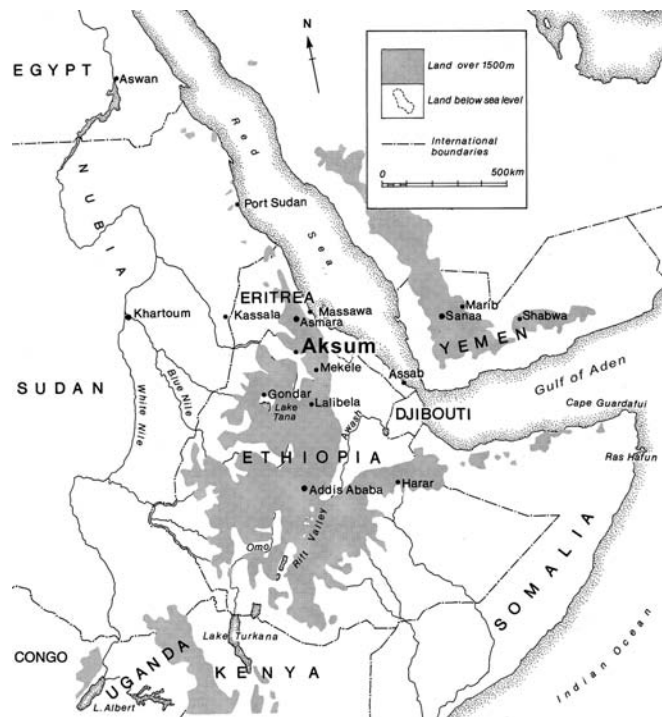 N
EGYPT
Aswan
Land over 1500m
Land below sea level
International
boundaries
0 500km
Red
Sea
NUBIA
Port Sudan
ERITREA
Massawa
Khartoum
Kassala
Asmara
Marib
Sanaa
Shabwa
YEMEN
Aksum
Mekele
Assab
Gulf of Aden
SUDAN
Blue Nile
White Nile
Gondar
Lake
Tana
Lalibela
Awash
DJIBOUTI
Cape Guardafui
Ras Hafun
ETHIOPIA
Addis Ababa
Harar
Omo
Rift Valley
SOMALIA
Lake Turkana
CONGO
UGANDA
KENYA
L. Albert
Indian Ocean